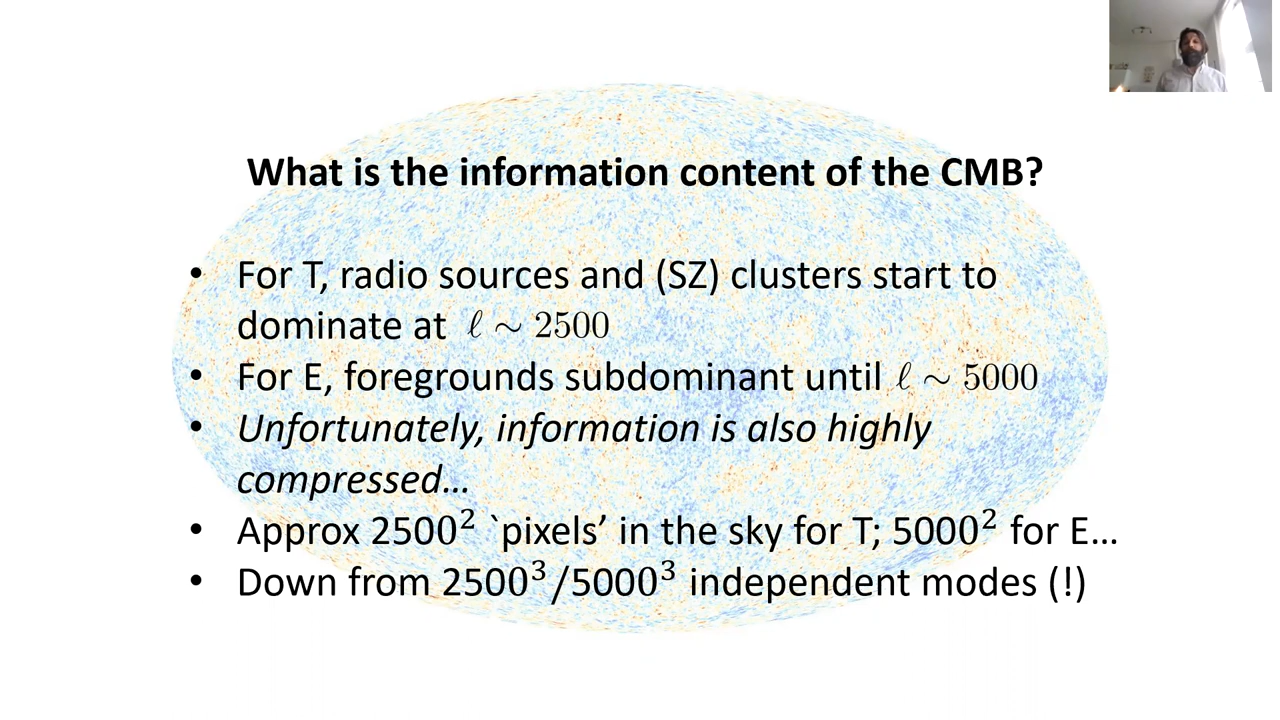 What is the information content of the CMB?
• For T, radio sources and (SZ) clusters start to
dominate at ℓ ∼ 2500
• For E, foregrounds subdominant until ℓ ∼ 5000
• Unfortunately, information is also highly
compressed…
• Approx 2500² `pixels’ in the sky for T; 5000² for E…
• Down from 2500³/5000³ independent modes (!)